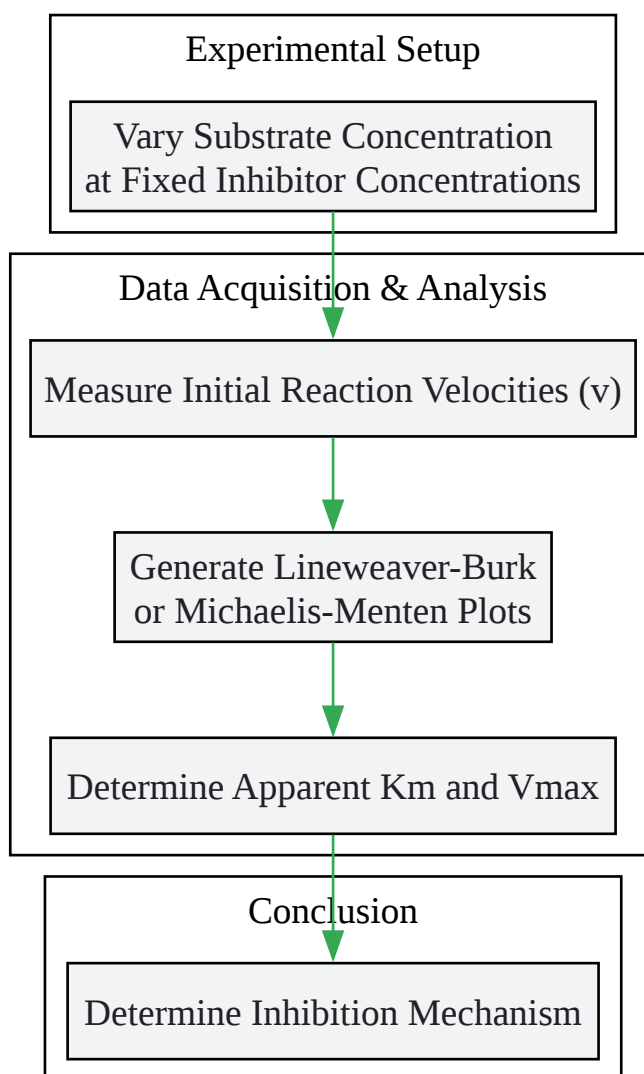 Experimental Setup
Vary Substrate Concentration
at Fixed Inhibitor Concentrations
Data Acquisition & Analysis
Measure Initial Reaction Velocities (v)
Generate Lineweaver-Burk
or Michaelis-Menten Plots
Determine Apparent Km and Vmax
Conclusion
Determine Inhibition Mechanism